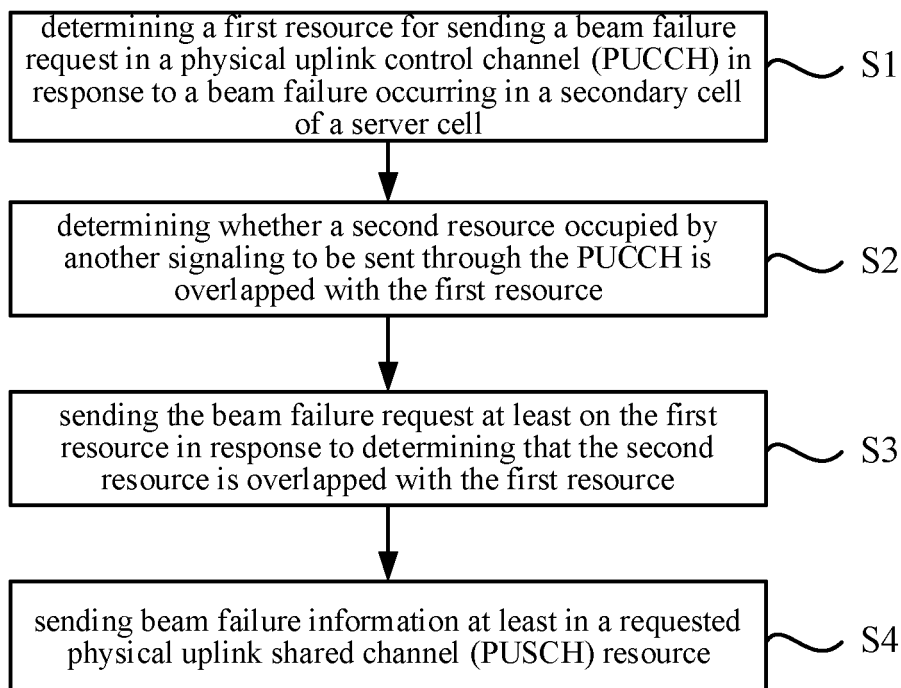 determining a first resource for sending a beam failure
request in a physical uplink control channel (PUCCH) in
response to a beam failure occurring in a secondary cell
of a server cell
S1
determining whether a second resource occupied by
another signaling to be sent through the PUCCH is
overlapped with the first resource
S2
sending the beam failure request at least on the first
resource in response to determining that the second
resource is overlapped with the first resource
S3
sending beam failure information at least in a requested
physical uplink shared channel (PUSCH) resource
S4